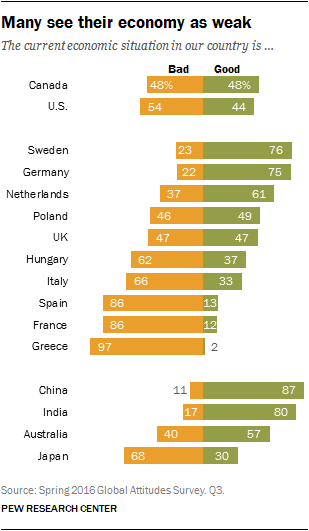 Many see their economy as weak
The current economic situation in our country is ...
Bad Good
Canada 48% 48%
U.S. 54 44
Sweden 23 76
Germany 22 75
Netherlands 37 61
Poland 46 49
UK 47 47
Hungary 62 37
Italy 66 33
Spain 86 13
France 86 12
Greece 97 2
China 11 87
India 17 80
Australia 40 57
Japan 68 30
Source: Spring 2016 Global Attitudes Survey. Q3.
PEW RESEARCH CENTER